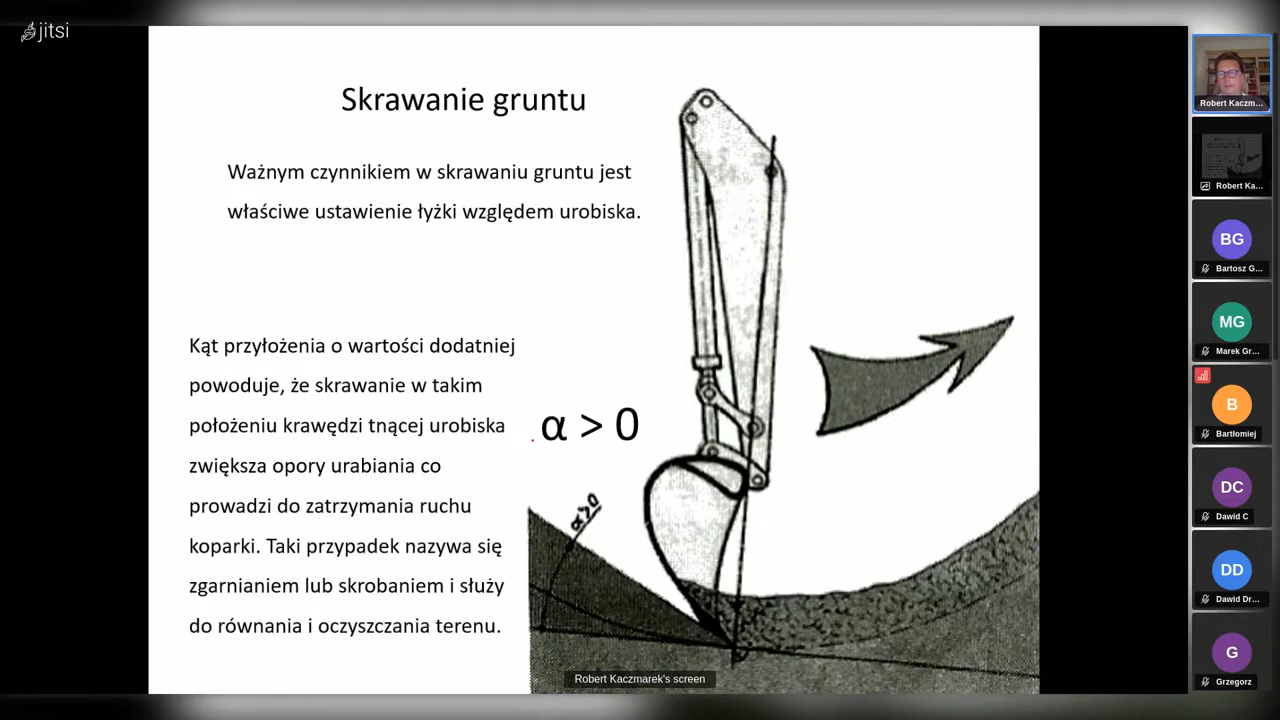 jitsi
Skrawanie gruntu
Ważnym czynnikiem w skrawaniu gruntu jest
właściwe ustawienie łyżki względem urobiska.
Kąt przyłożenia o wartości dodatniej
powoduje, że skrawanie w takim
położeniu krawędzi tnącej urobiska
zwiększa opory urabiania co
prowadzi do zatrzymania ruchu
koparki. Taki przypadek nazywa się
zgarnianiem lub skrobaniem i służy
do równania i oczyszczania terenu.
α > 0
α>0
Robert Kaczmarek's screen
Robert Kaczm...
Robert Ka...
BG
Bartosz G...
MG
Marek Gr...
B
Bartłomiej
DC
Dawid C
DD
Dawid Dr...
G
Grzegorz